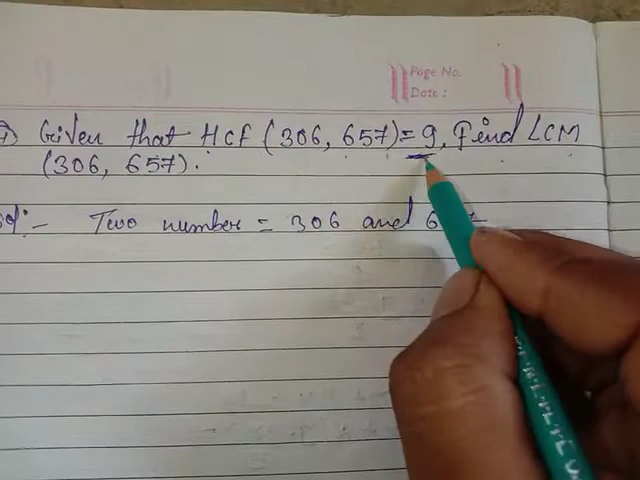 Page No.
Date :
Given that HCF (306, 657) = 9, Find LCM
(306, 657).
Two number = 306 and